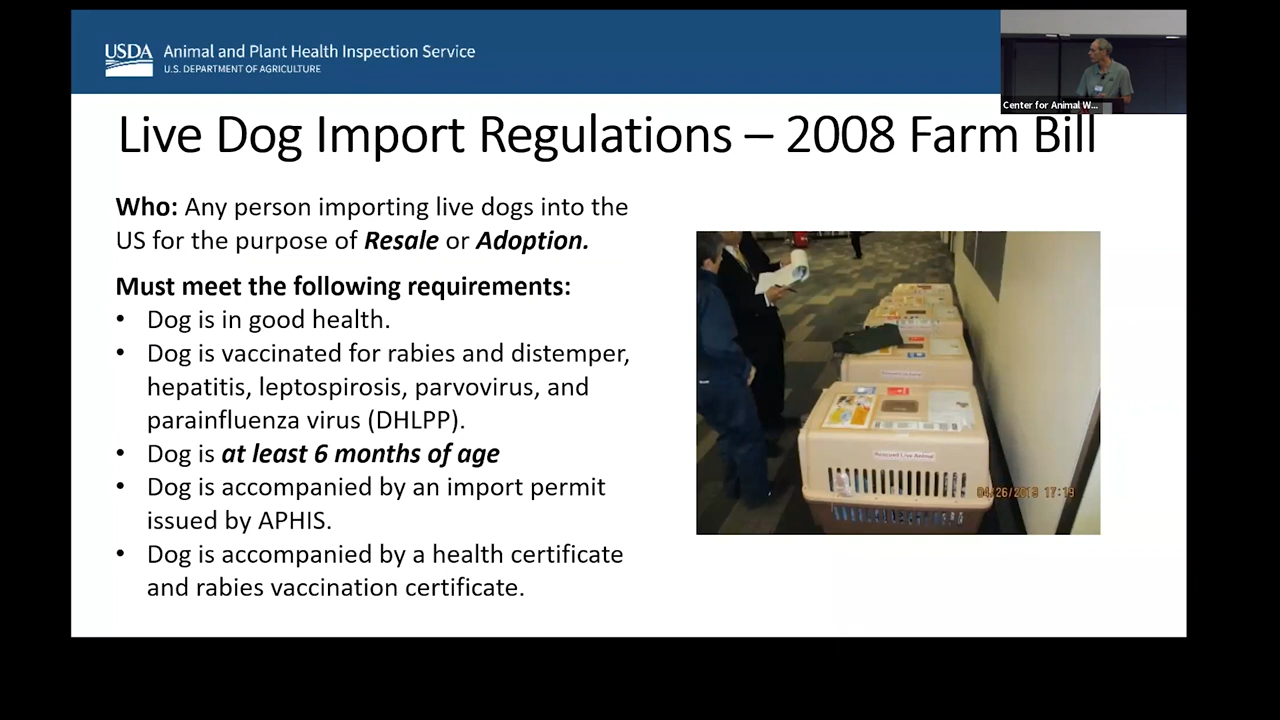 USDA Animal and Plant Health Inspection Service
U.S. DEPARTMENT OF AGRICULTURE
Center for Animal W...
Live Dog Import Regulations – 2008 Farm Bill
Who: Any person importing live dogs into the
US for the purpose of Resale or Adoption.
Must meet the following requirements:
• Dog is in good health.
• Dog is vaccinated for rabies and distemper,
hepatitis, leptospirosis, parvovirus, and
parainfluenza virus (DHLPP).
• Dog is at least 6 months of age
• Dog is accompanied by an import permit
issued by APHIS.
• Dog is accompanied by a health certificate
and rabies vaccination certificate.
04/26/2019 17:19